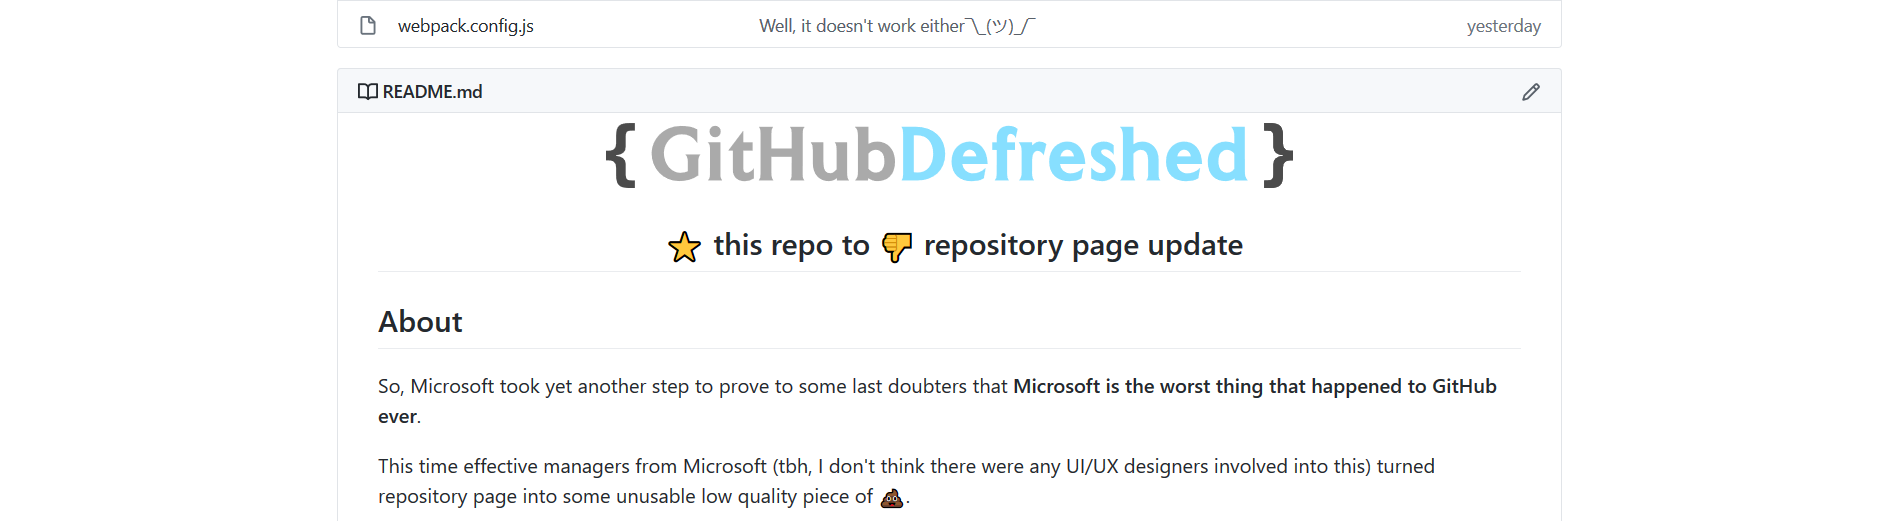 webpack.config.js Well, it doesn't work either¯\_(ツ)_/¯ yesterday
README.md
{ GitHubDefreshed }
⭐ this repo to 👎 repository page update
About
So, Microsoft took yet another step to prove to some last doubters that Microsoft is the worst thing that happened to GitHub
ever.
This time effective managers from Microsoft (tbh, I don't think there were any UI/UX designers involved into this) turned
repository page into some unusable low quality piece of 💩.